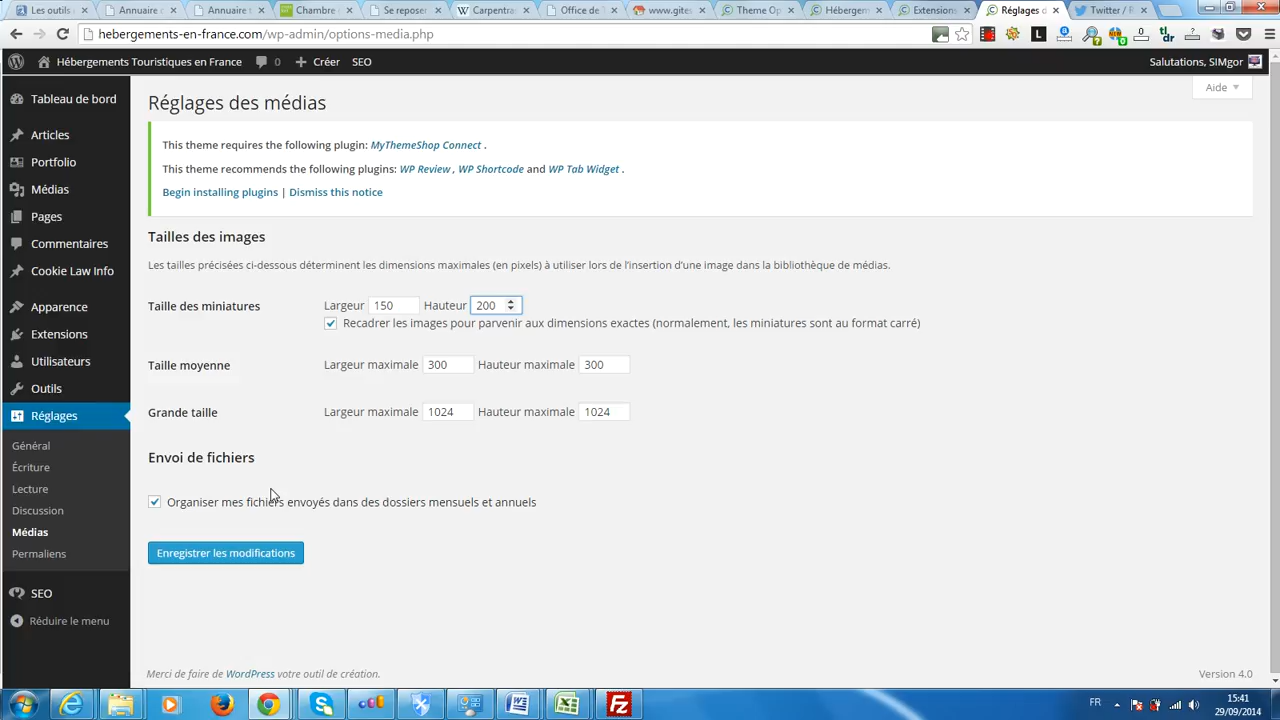 Les outils
Annuaire d
Annuaire t
Chambre
Se reposer
Carpentra
Office de
www.gites
Theme Op
Hébergem
Extensions
Réglages d
Twitter /
hebergements-en-france.com/wp-admin/options-media.php
Hébergements Touristiques en France 0 + Créer SEO Salutations, SIMgor
Aide
Tableau de bord
Articles
Portfolio
Médias
Pages
Commentaires
Cookie Law Info
Apparence
Extensions
Utilisateurs
Outils
Réglages
Général
Écriture
Lecture
Discussion
Médias
Permaliens
SEO
Réduire le menu
Réglages des médias
This theme requires the following plugin: MyThemeShop Connect .
This theme recommends the following plugins: WP Review , WP Shortcode and WP Tab Widget .
Begin installing plugins | Dismiss this notice
Tailles des images
Les tailles précisées ci-dessous déterminent les dimensions maximales (en pixels) à utiliser lors de l'insertion d'une image dans la bibliothèque de médias.
Taille des miniatures Largeur 150 Hauteur 200
Recadrer les images pour parvenir aux dimensions exactes (normalement, les miniatures sont au format carré)
Taille moyenne Largeur maximale 300 Hauteur maximale 300
Grande taille Largeur maximale 1024 Hauteur maximale 1024
Envoi de fichiers
Organiser mes fichiers envoyés dans des dossiers mensuels et annuels
Enregistrer les modifications
Merci de faire de WordPress votre outil de création. Version 4.0
FR 15:41
29/09/2014